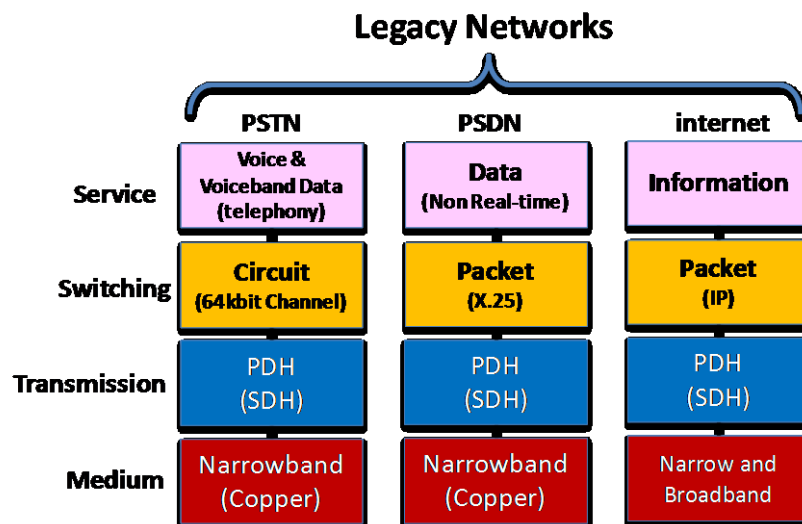 Legacy Networks
PSTN PSDN internet
Service
Voice &
Voiceband Data
(telephony)
Data
(Non Real-time)
Information
Switching
Circuit
(64kbit Channel)
Packet
(X.25)
Packet
(IP)
Transmission
PDH
(SDH)
PDH
(SDH)
PDH
(SDH)
Medium
Narrowband
(Copper)
Narrowband
(Copper)
Narrow and
Broadband